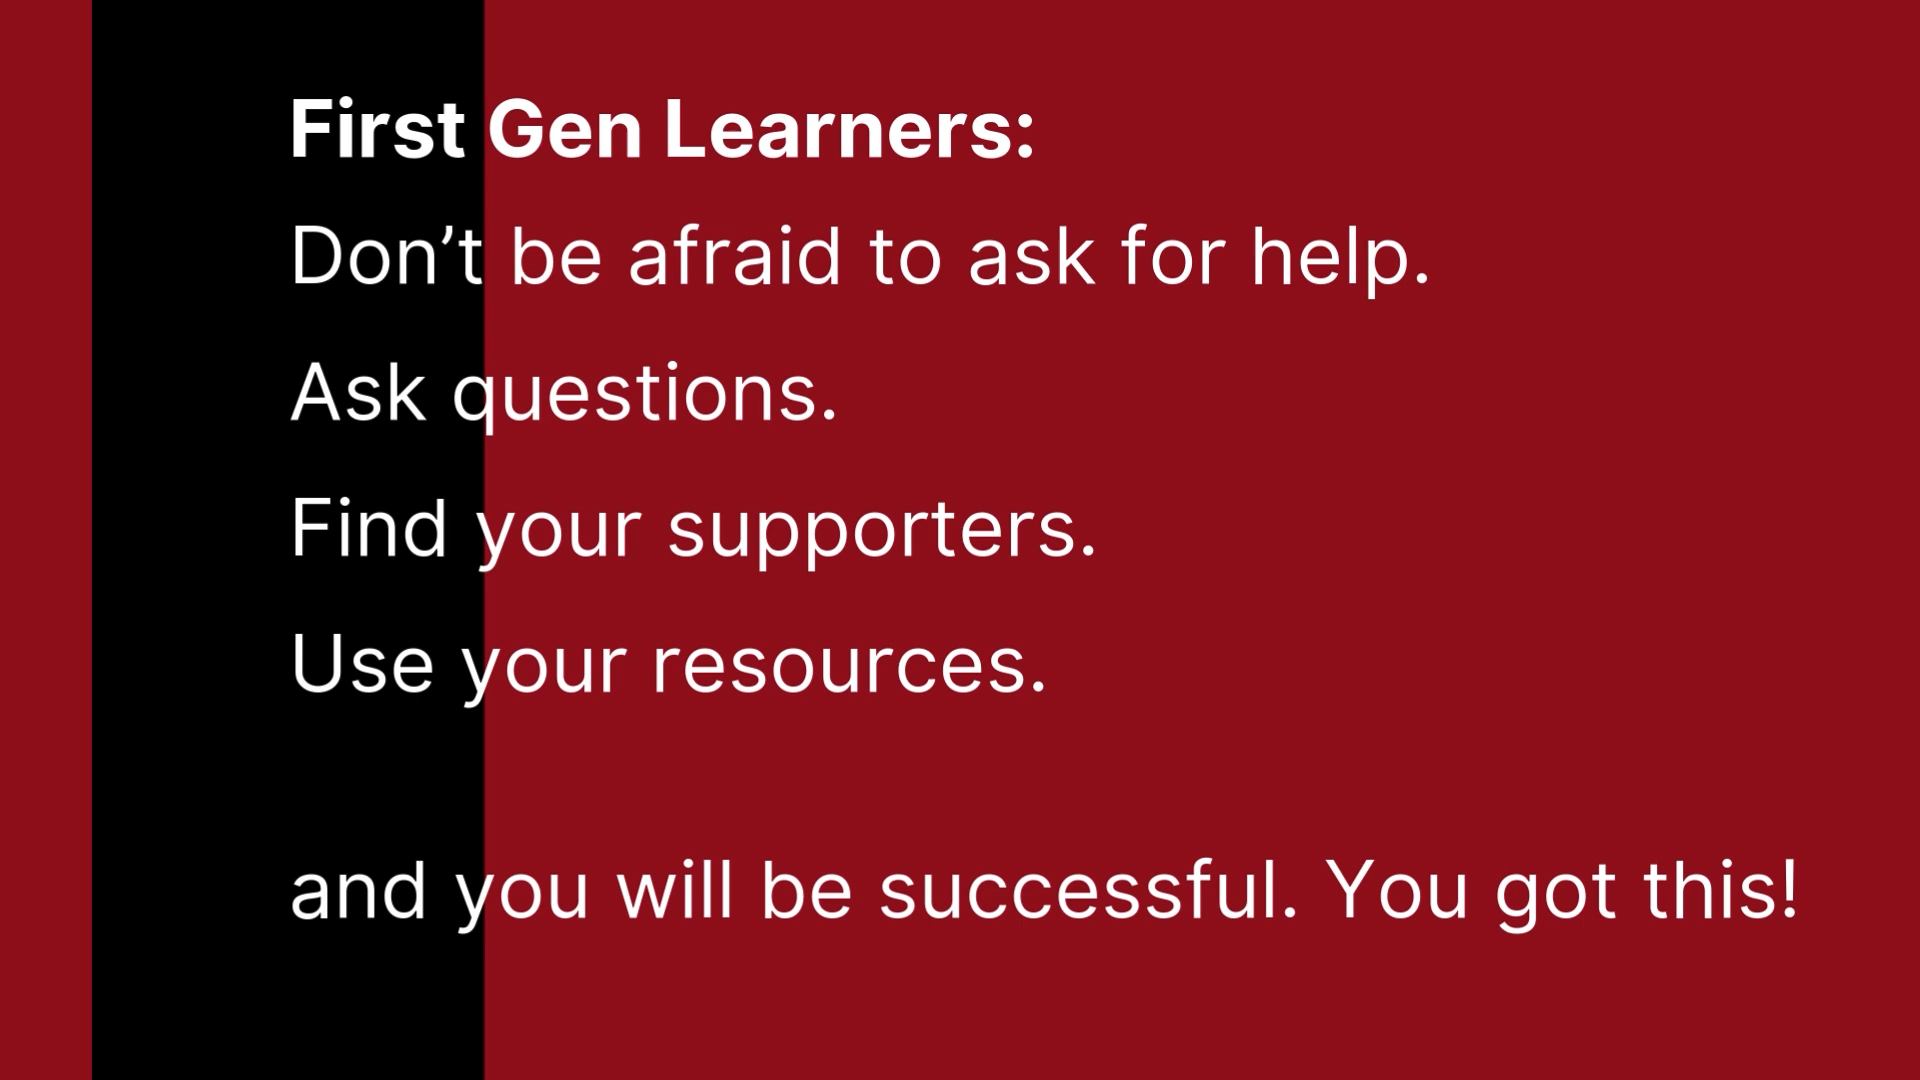 First Gen Learners:
Don’t be afraid to ask for help.
Ask questions.
Find your supporters.
Use your resources.
and you will be successful. You got this!